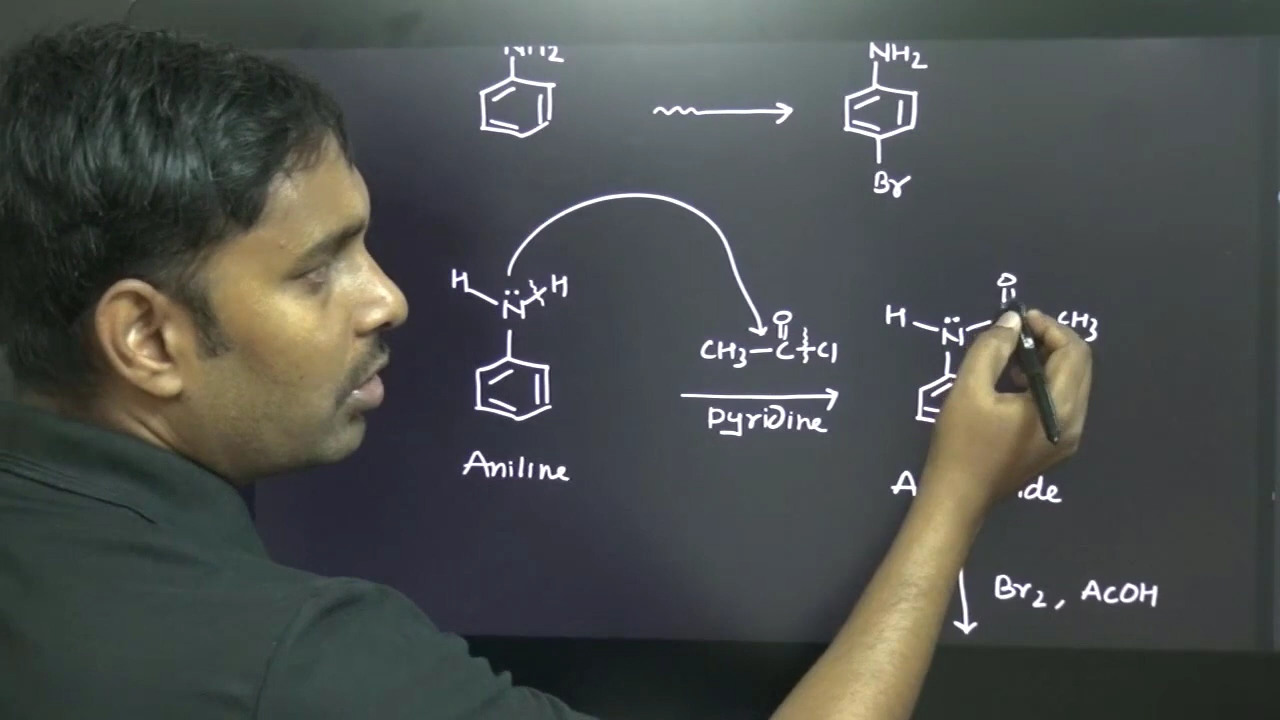 NH2 NH2
Br
H N H
O
CH3-C-Cl
Pyridine
Aniline
O
H N CH3
Br2, AcOH